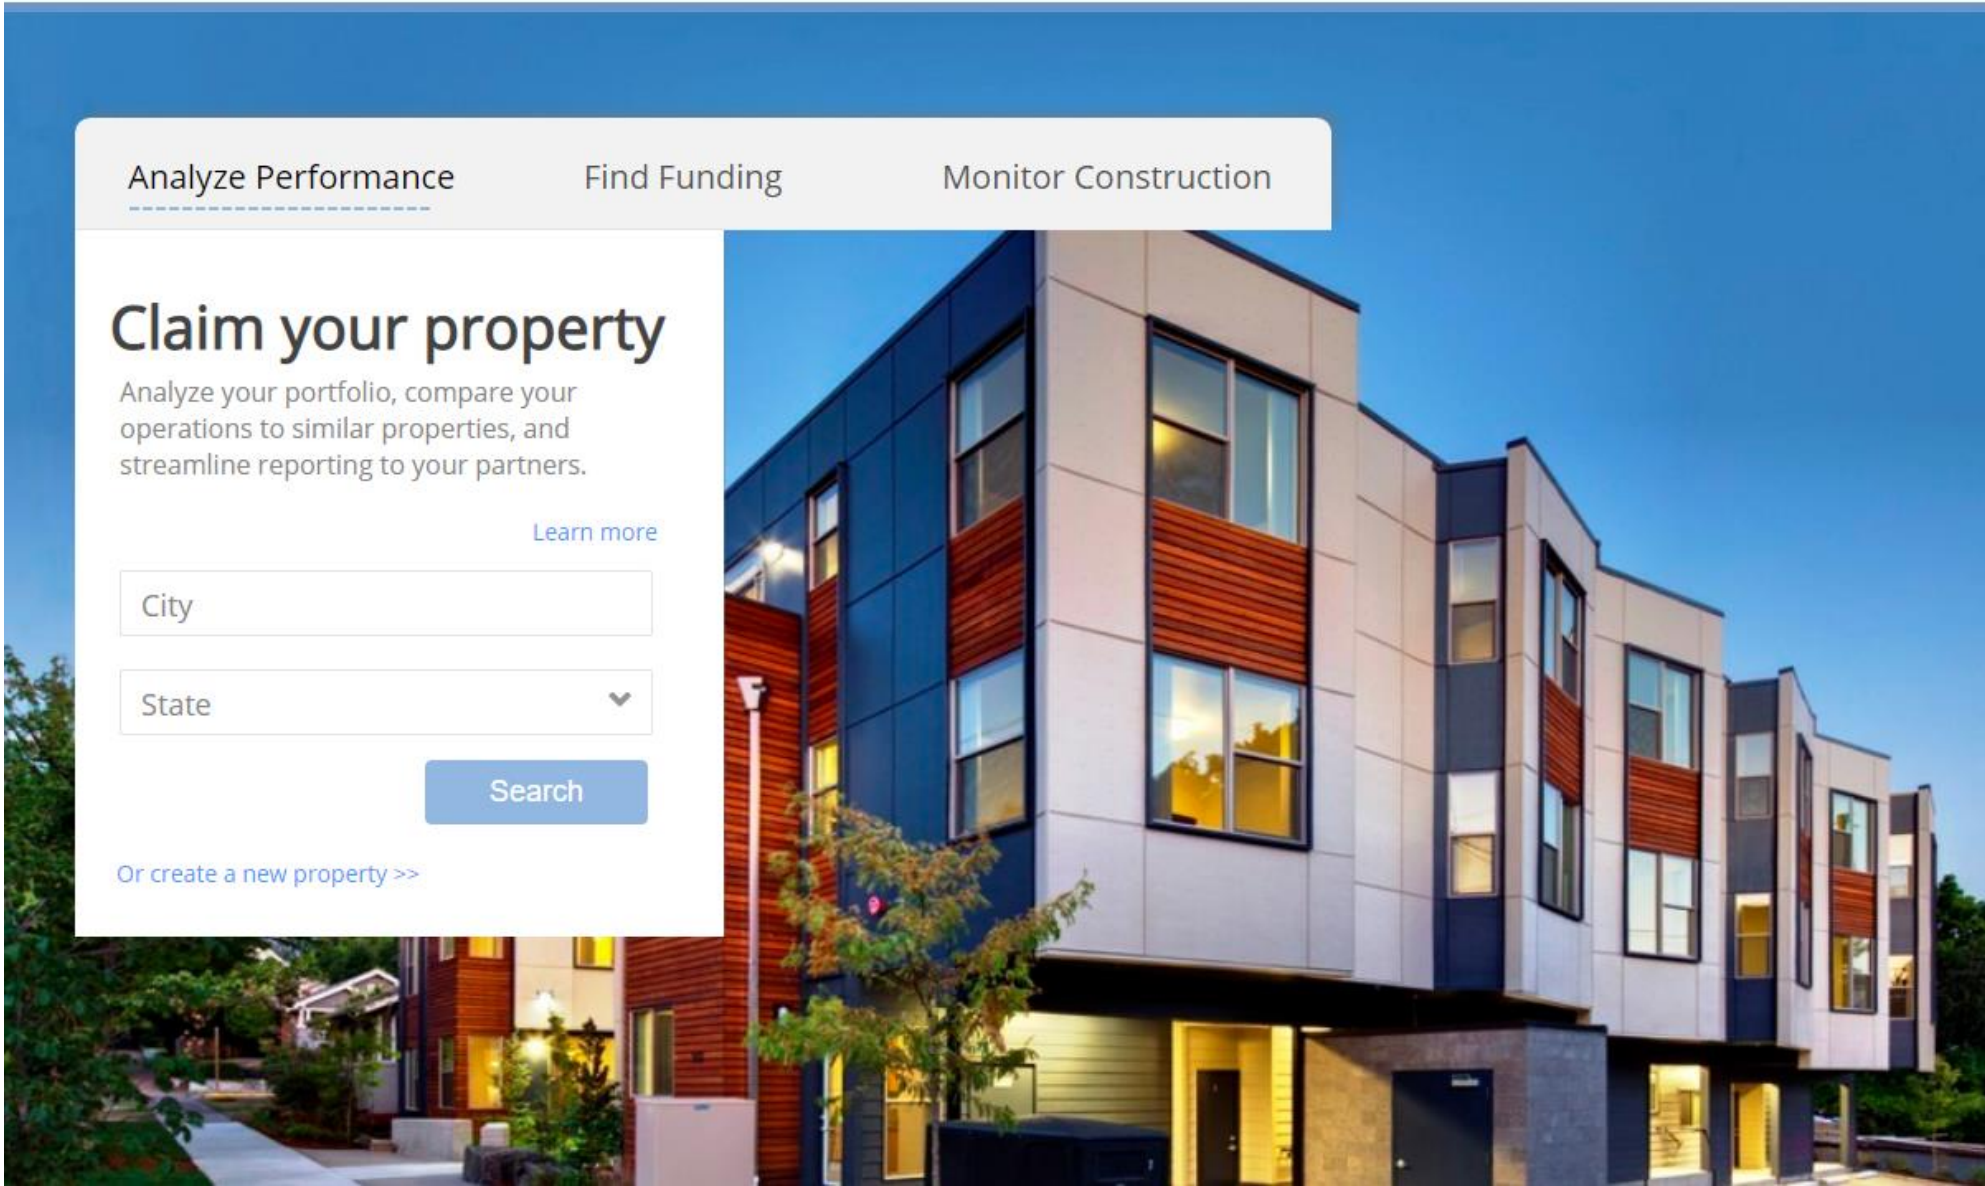 Analyze Performance
Find Funding
Monitor Construction
Claim your property
Analyze your portfolio, compare your
operations to similar properties, and
streamline reporting to your partners.
Learn more
City
State
Search
Or create a new property >>